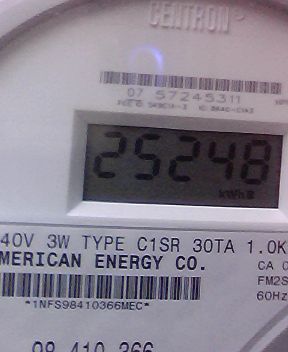 CENTRON
07 57245311
25248
kWh
40V 3W TYPE C1SR 30TA 1.0K
MERICAN ENERGY CO.
CA 0
FM2S
60Hz
*1NFS98410366MEC*
98 410 366